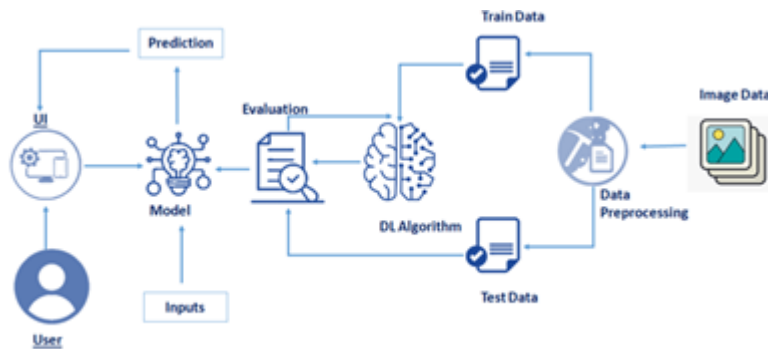 Train Data
Prediction
Image Data
Evaluation
UI
Data
Preprocessing
Model
DL Algorithm
Inputs
Test Data
User